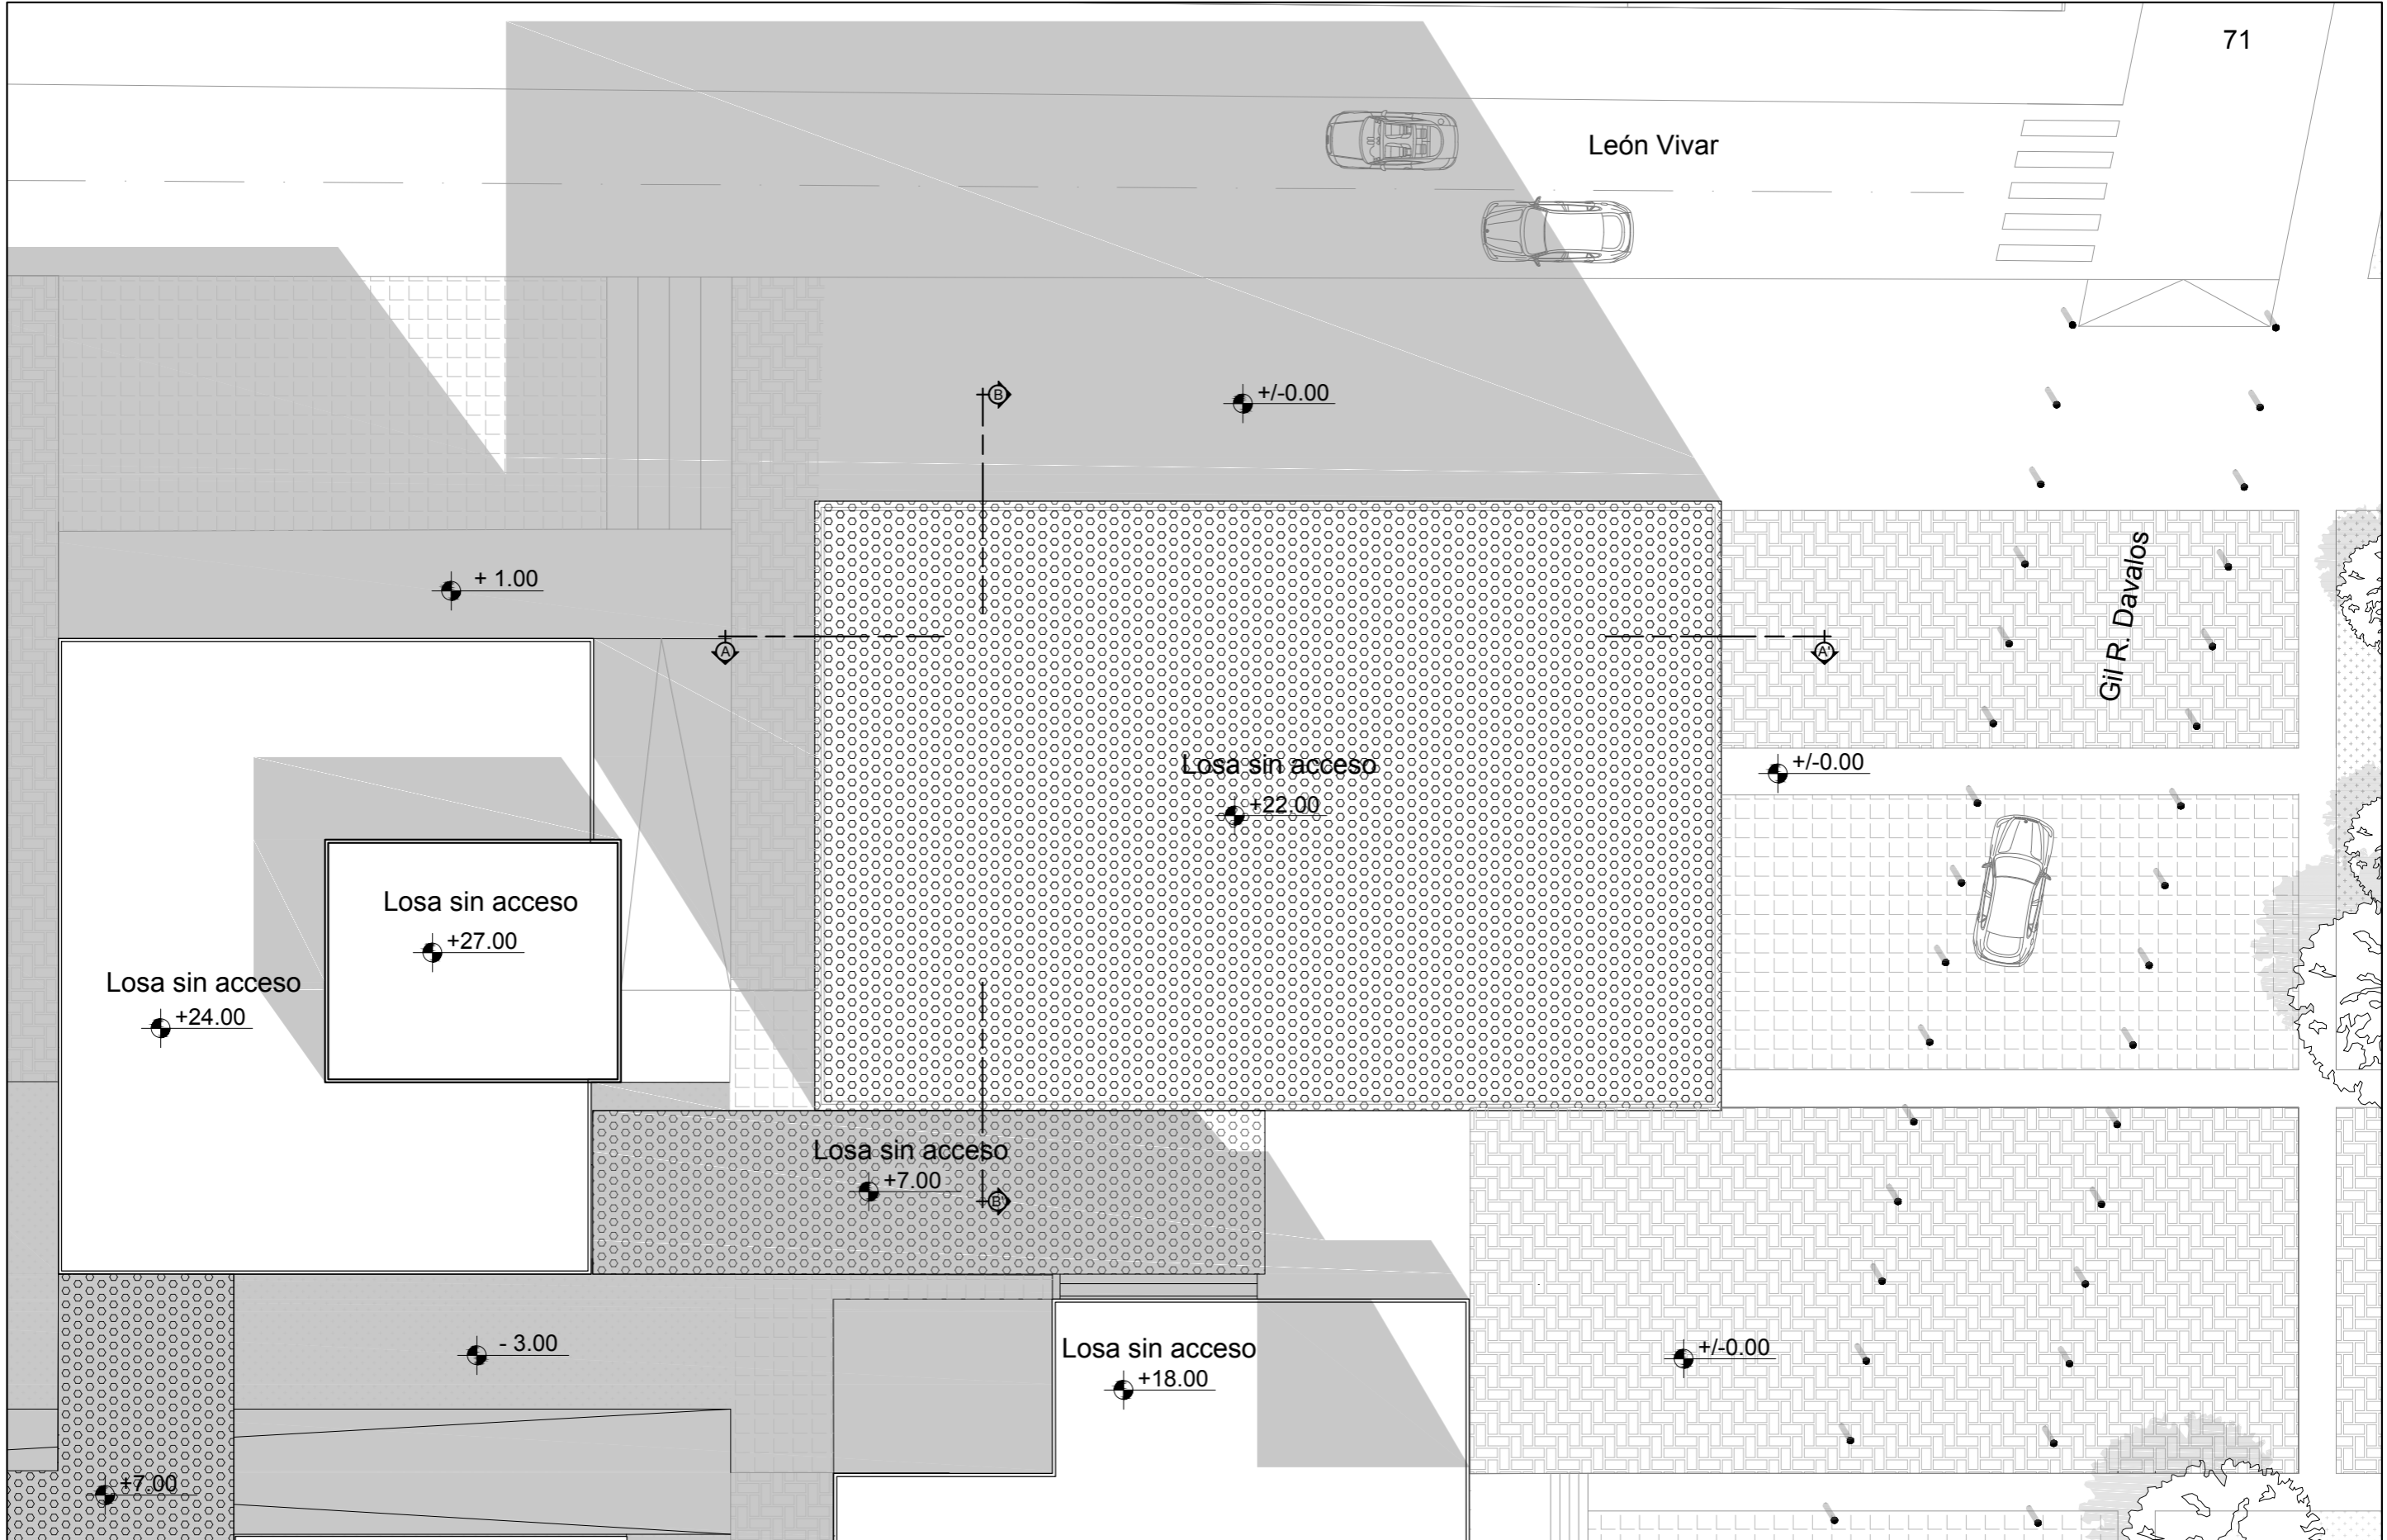 71
León Vivar
B
+/-0.00
+ 1.00
A
A'
Gil R. Davalos
Losa sin acceso
+22.00
+/-0.00
Losa sin acceso
+27.00
Losa sin acceso
+24.00
Losa sin acceso
+7.00
B'
- 3.00
Losa sin acceso
+18.00
+/-0.00
+7.00